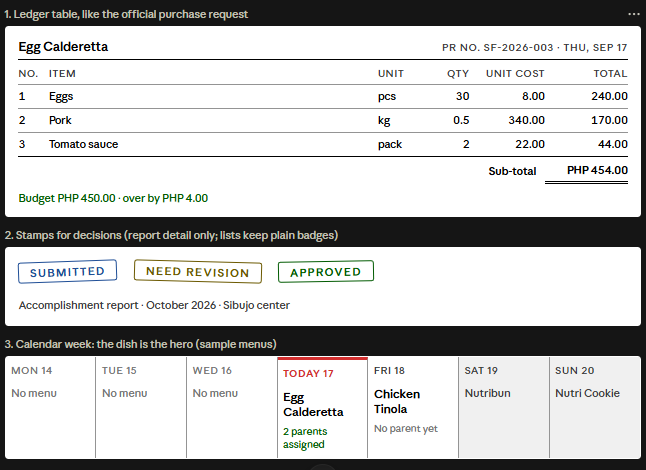 1. Ledger table, like the official purchase request
Egg Calderetta PR NO. SF-2026-003 · THU, SEP 17
NO. ITEM UNIT QTY UNIT COST TOTAL
1 Eggs pcs 30 8.00 240.00
2 Pork kg 0.5 340.00 170.00
3 Tomato sauce pack 2 22.00 44.00
Sub-total PHP 454.00
Budget PHP 450.00 · over by PHP 4.00
2. Stamps for decisions (report detail only; lists keep plain badges)
SUBMITTED NEED REVISION APPROVED
Accomplishment report · October 2026 · Sibujo center
3. Calendar week: the dish is the hero (sample menus)
MON 14 TUE 15 WED 16 TODAY 17 FRI 18 SAT 19 SUN 20
No menu No menu No menu Egg Calderetta Chicken Tinola Nutribun Nutri Cookie
2 parents assigned No parent yet